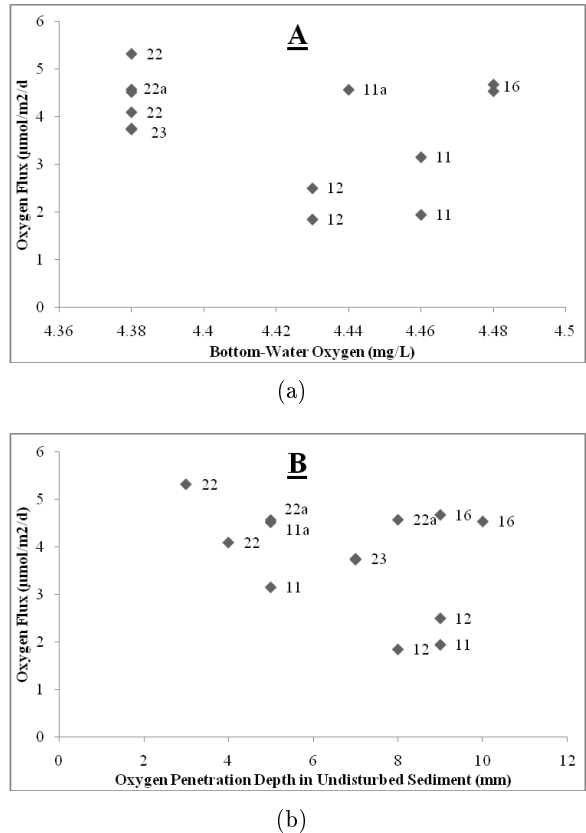 A
6
5
4
3
2
1
0
Oxygen Flux (µmol/m2/d)
22
22a
22
23
12
12
11a
11
11
16
4.36 4.38 4.4 4.42 4.44 4.46 4.48 4.5
Bottom-Water Oxygen (mg/L)
(a)
B
6
5
4
3
2
1
0
Oxygen Flux (µmol/m2/d)
22
22
22a
11a
11
23
22a
12
16
12
11
16
0 2 4 6 8 10 12
Oxygen Penetration Depth in Undisturbed Sediment (mm)
(b)